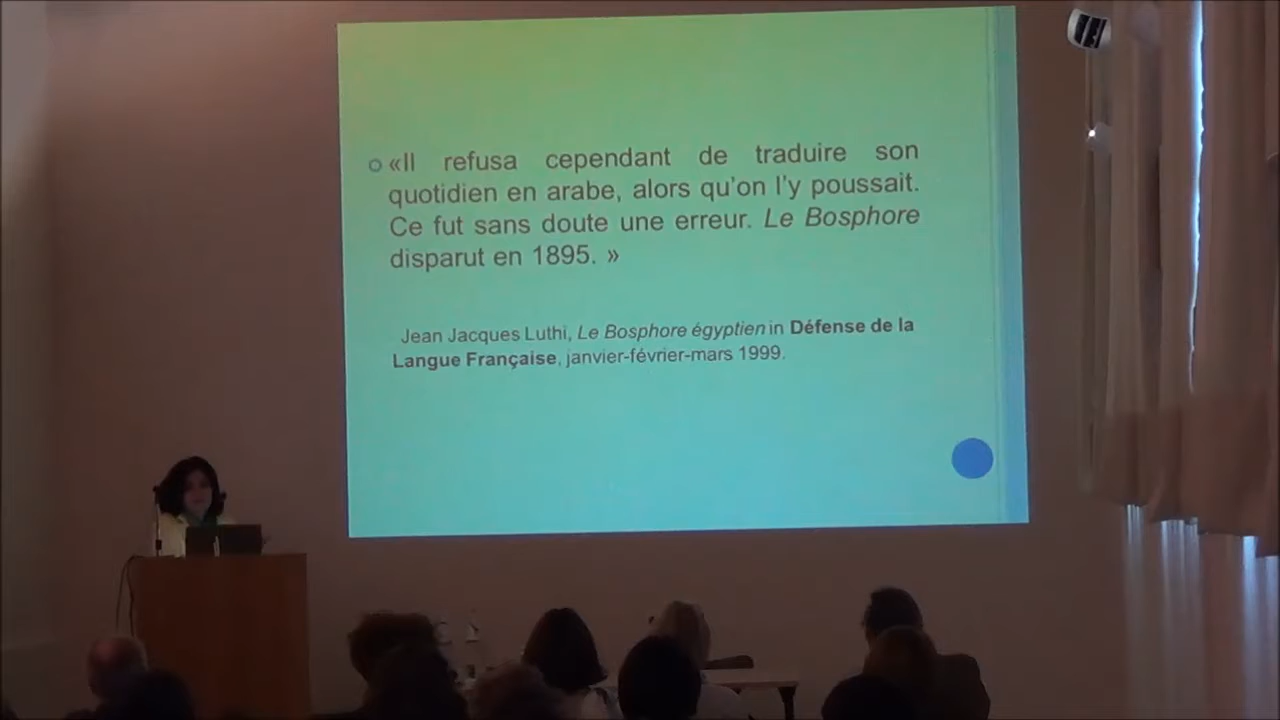 «Il refusa cependant de traduire son
quotidien en arabe, alors qu’on l’y poussait.
Ce fut sans doute une erreur. Le Bosphore
disparut en 1895. »
Jean Jacques Luthi, Le Bosphore égyptien in Défense de la
Langue Française, janvier-février-mars 1999.